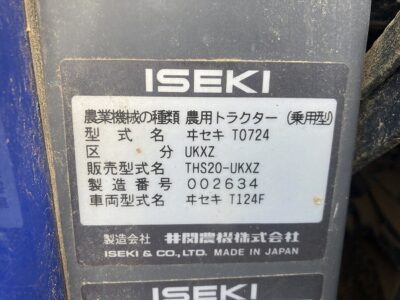 ISEKI
農業機械の種類 農用トラクター (乗用型)
型式名 ヰセキ TO724
区分 UKXZ
販売型式名 THS20-UKXZ
製造番号 002634
車両型式名 ヰセキ T124F
製造会社 井関農機株式会社
ISEKI & CO., LTD. MADE IN JAPAN
ISEKI